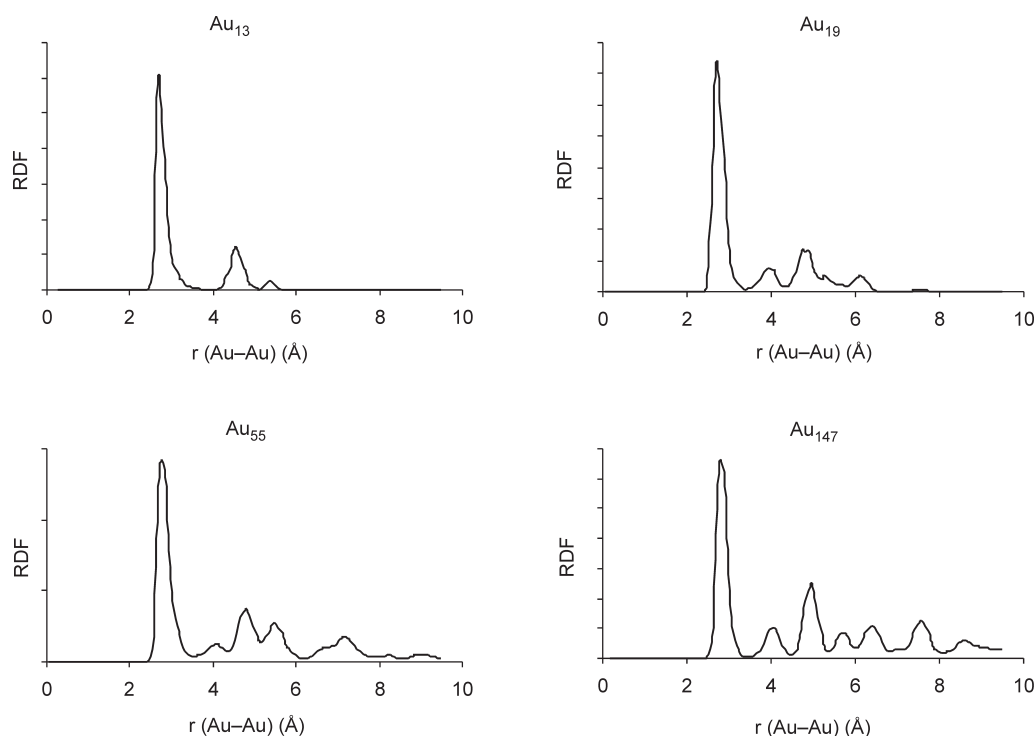 Au₁₃
RDF
0 2 4 6 8 10
r (Au–Au) (Å)
Au₁₉
RDF
0 2 4 6 8 10
r (Au–Au) (Å)
Au₅₅
RDF
0 2 4 6 8 10
r (Au–Au) (Å)
Au₁₄₇
RDF
0 2 4 6 8 10
r (Au–Au) (Å)